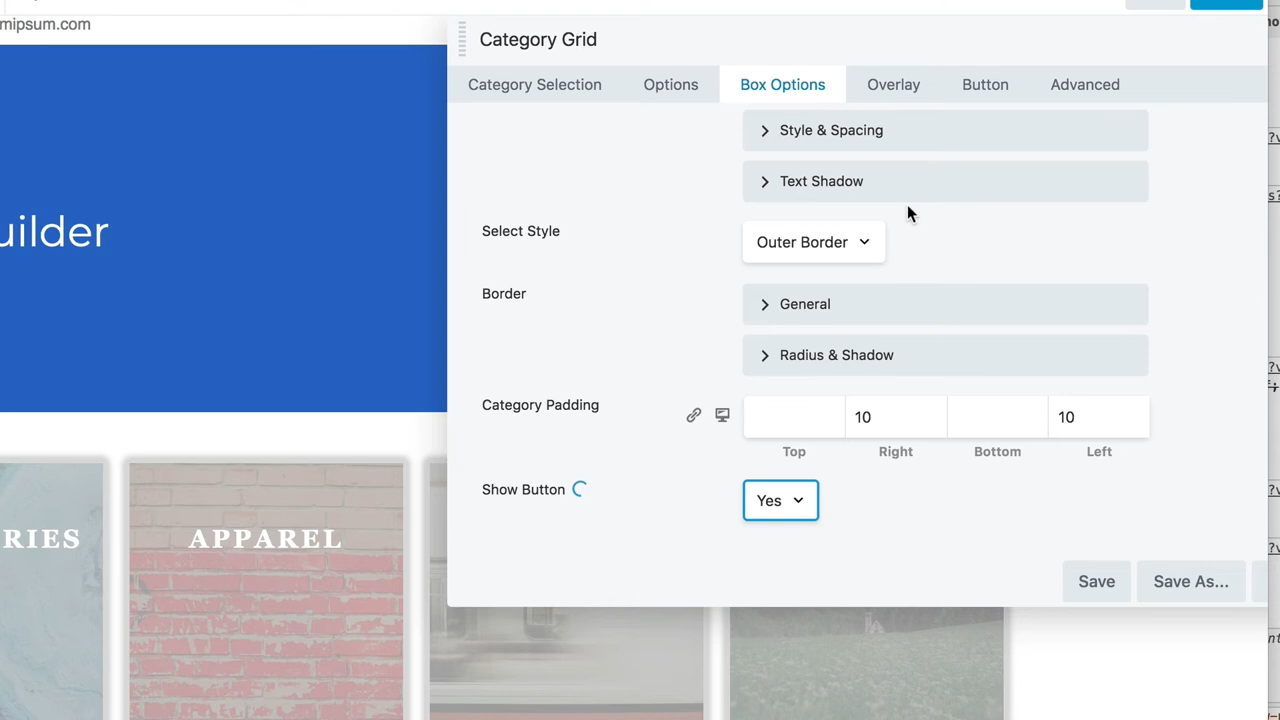 mipsum.com
Category Grid
Category Selection Options Box Options Overlay Button Advanced
Style & Spacing
Text Shadow
uilder
Select Style
Outer Border
Border
General
Radius & Shadow
Category Padding
10 10
Top Right Bottom Left
Show Button
Yes
RIES
APPAREL
Save Save As...